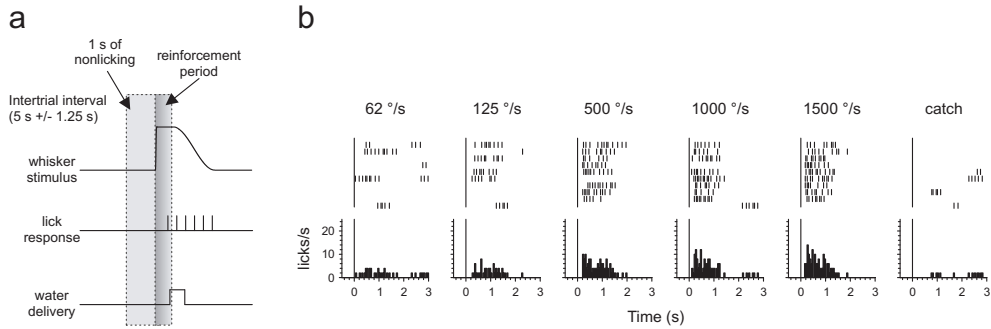 a
1 s of
nonlicking
reinforcement
period
Intertrial interval
(5 s +/- 1.25 s)
whisker
stimulus
lick
response
water
delivery
b
62 °/s 125 °/s 500 °/s 1000 °/s 1500 °/s catch
licks/s
20
10
0
0 1 2 3 0 1 2 3 0 1 2 3 0 1 2 3 0 1 2 3 0 1 2 3
Time (s)